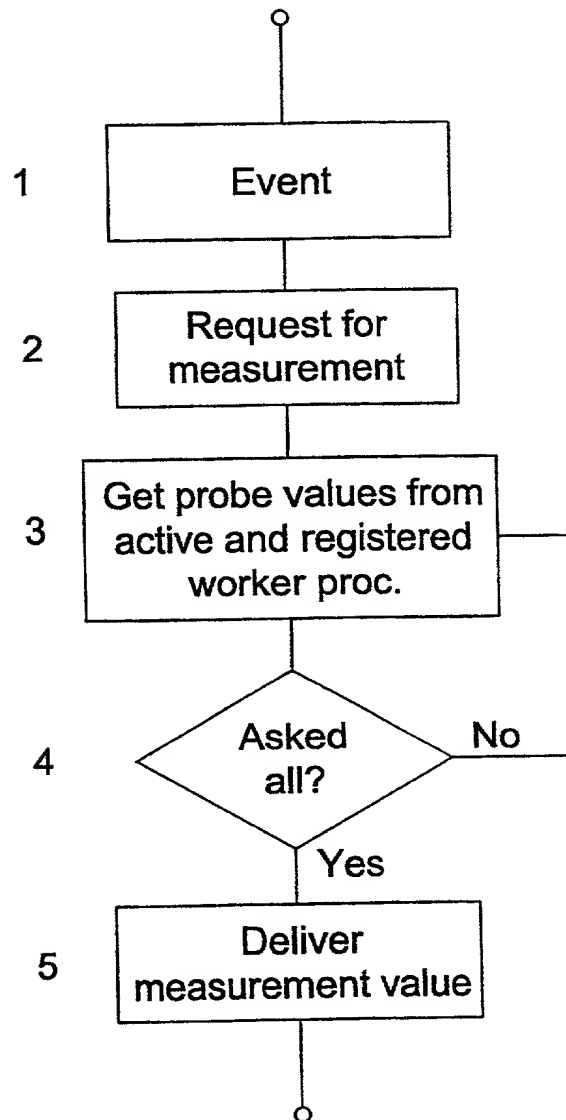 1
Event
2
Request for
measurement
3
Get probe values from
active and registered
worker proc.
4
Asked
all?
No
Yes
5
Deliver
measurement value